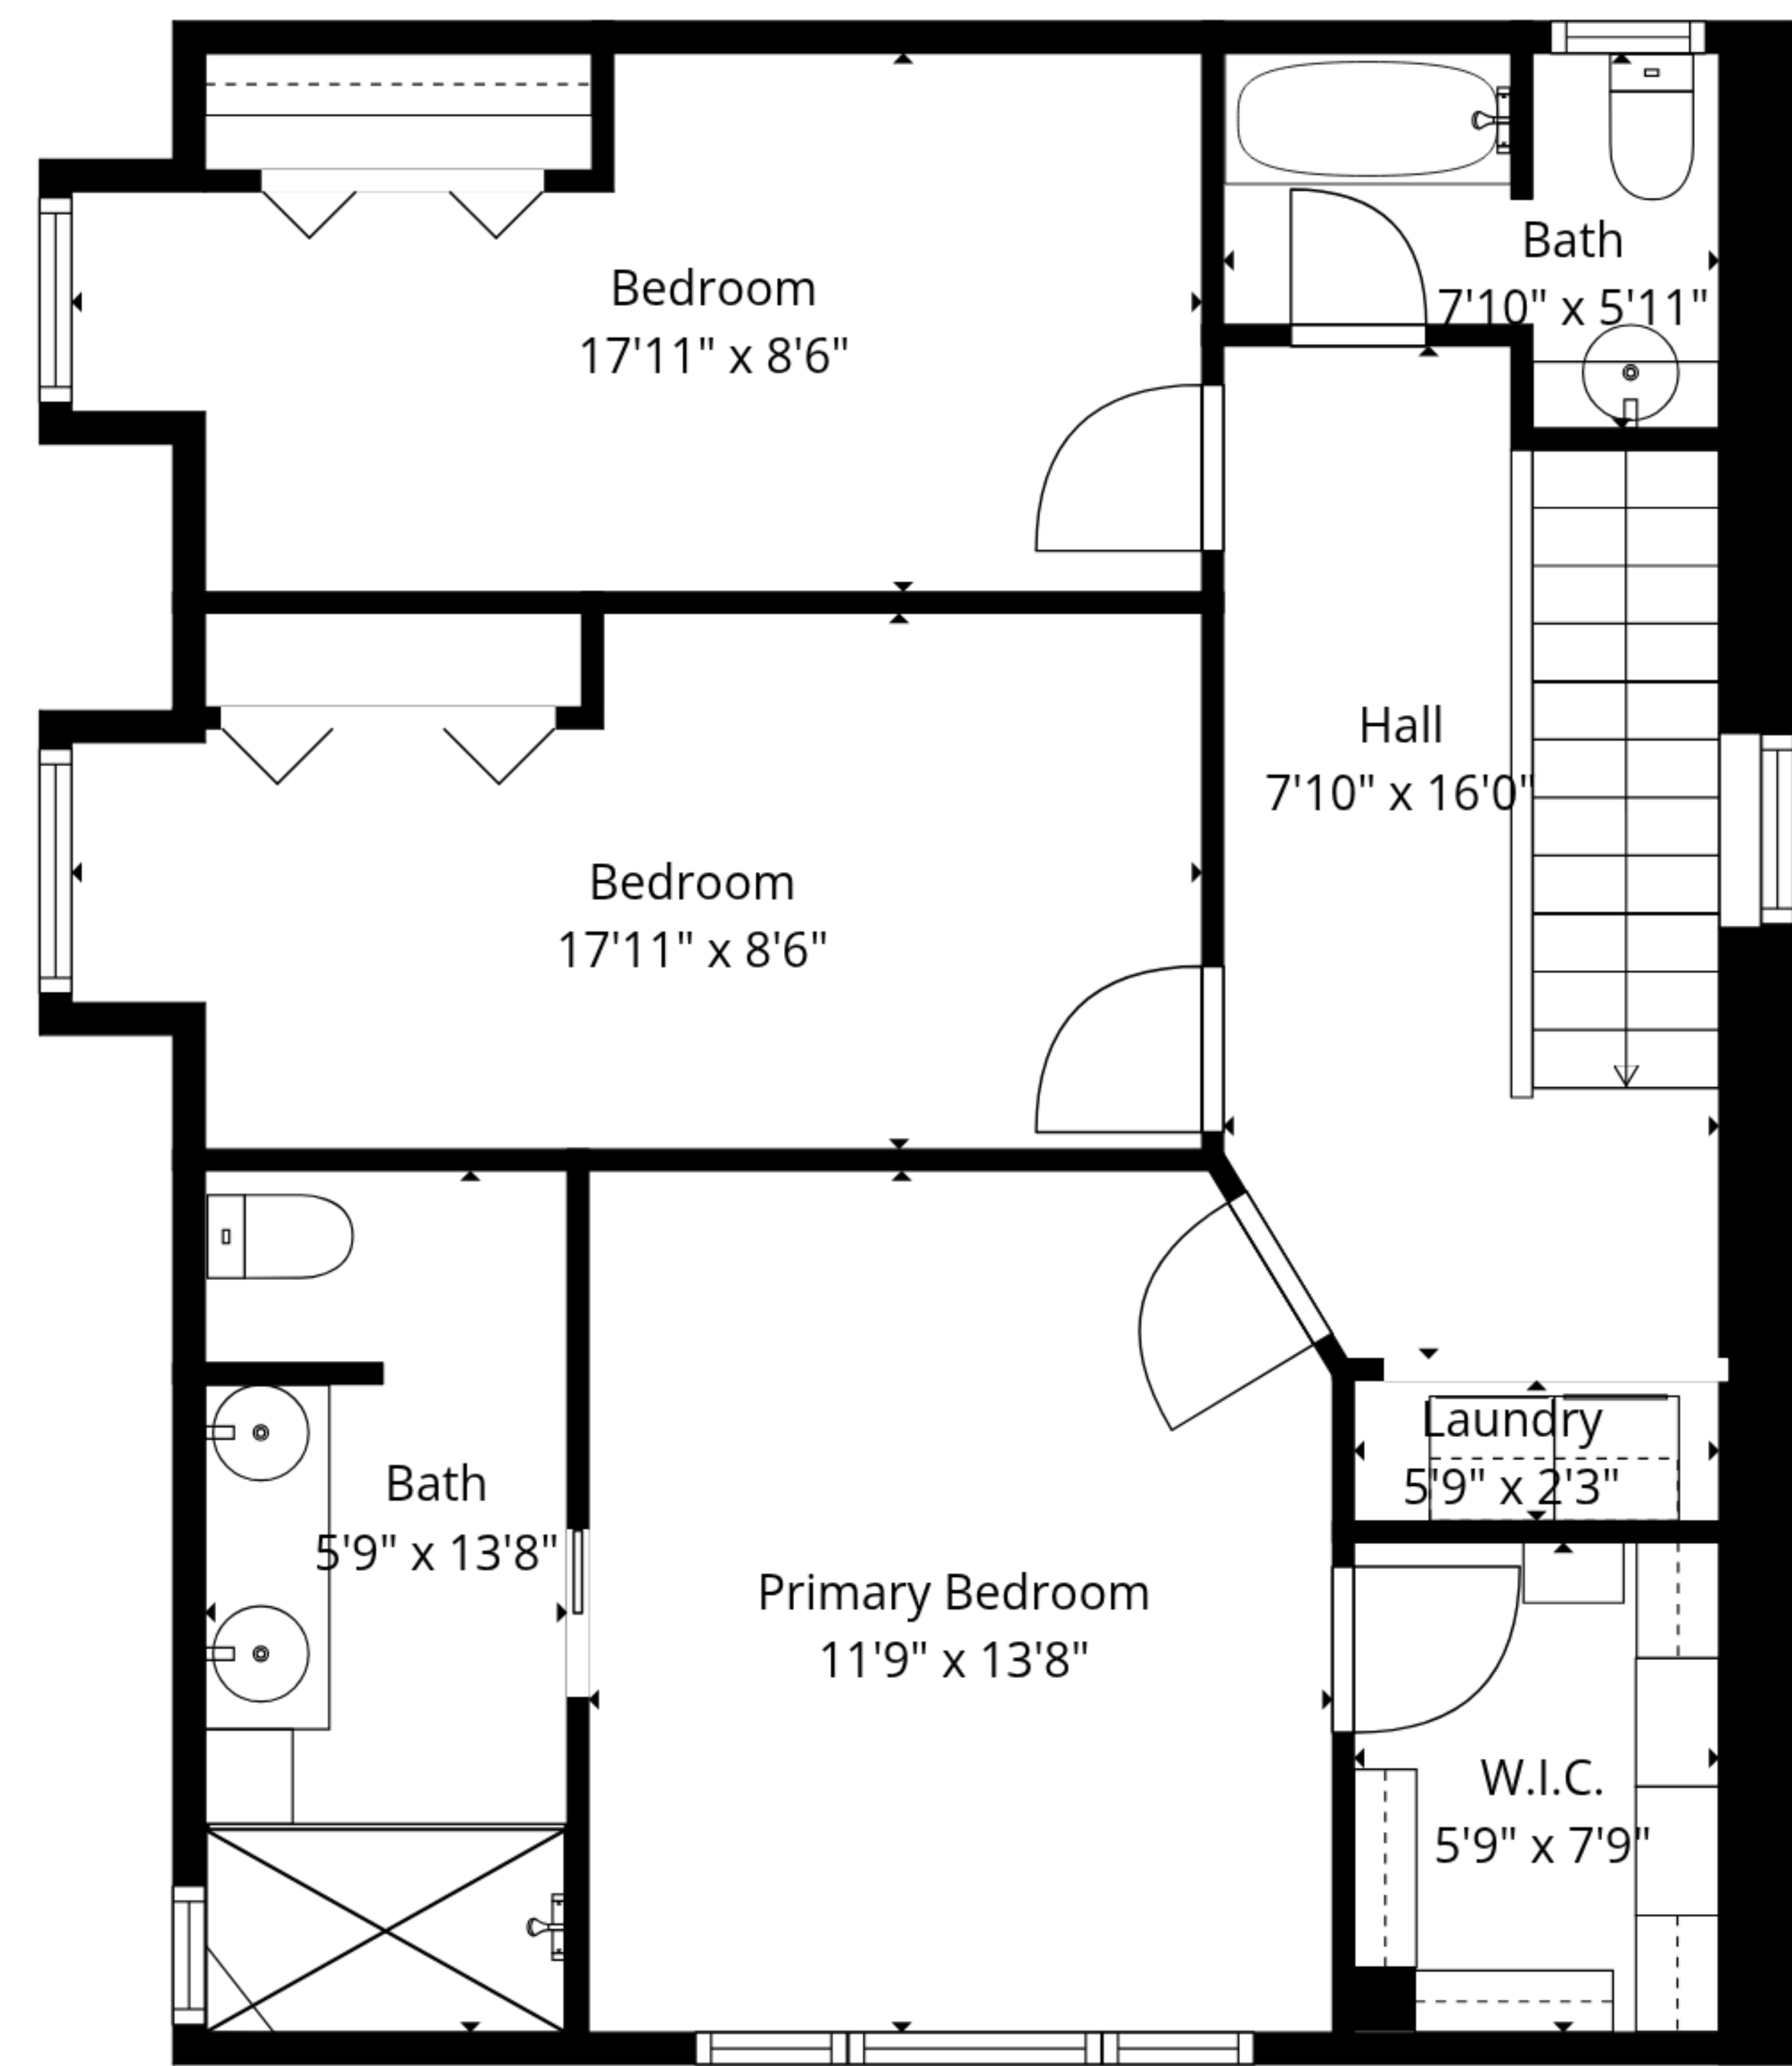 Bath
7'10" x 5'11"
Bedroom
17'11" x 8'6"
Hall
7'10" x 16'0"
Bedroom
17'11" x 8'6"
Laundry
5'9" x 2'3"
Bath
5'9" x 13'8"
Primary Bedroom
11'9" x 13'8"
W.I.C.
5'9" x 7'9"